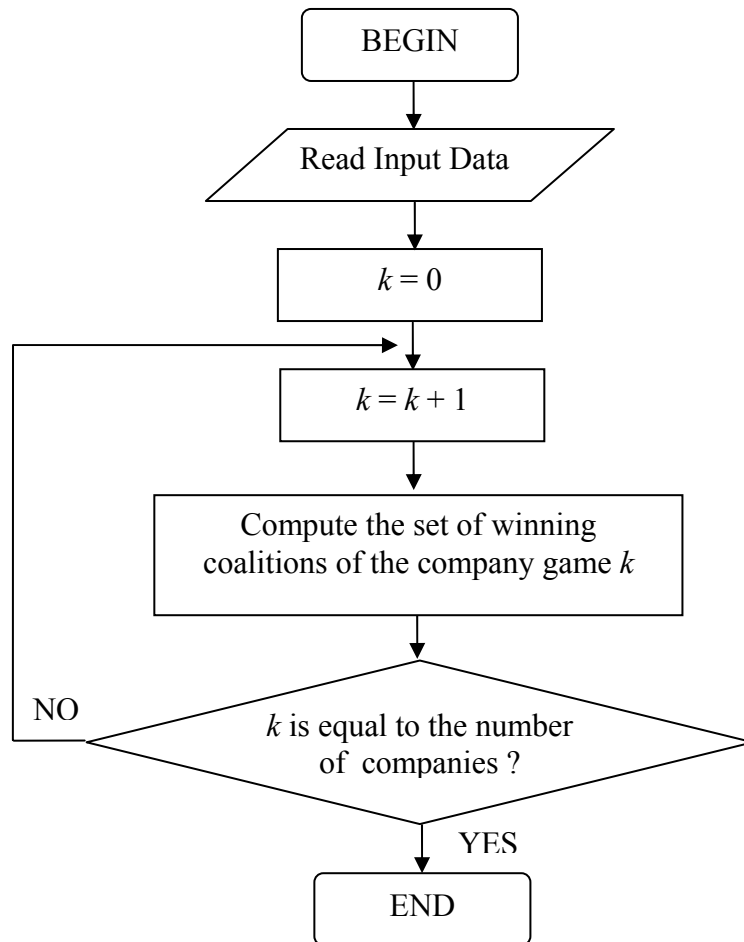 BEGIN
Read Input Data
k = 0
k = k + 1
Compute the set of winning
coalitions of the company game k
NO
k is equal to the number
of companies ?
YES
END